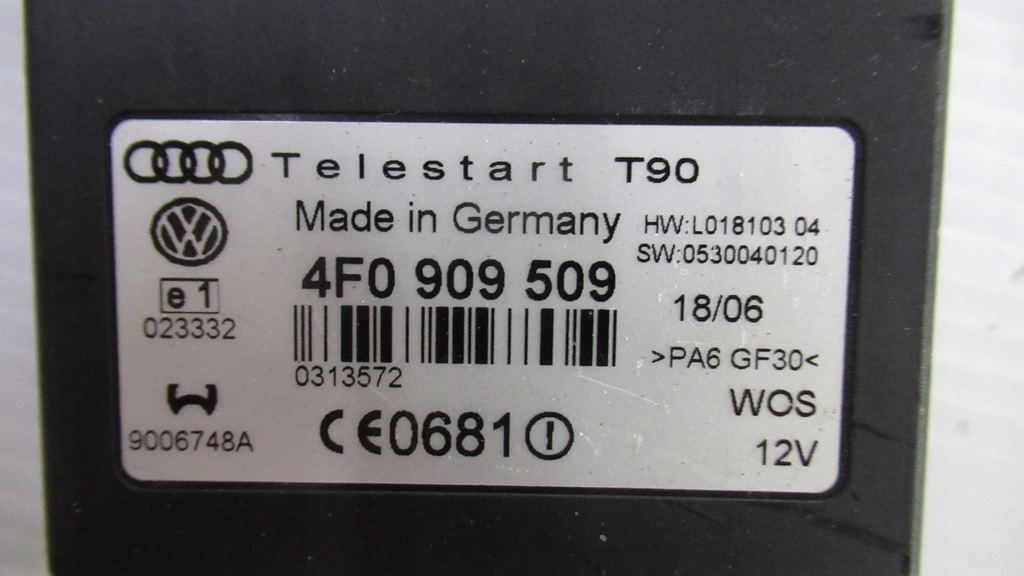 Telestart T90
Made in Germany
HW:L018103 04
SW:0530040120
4F0 909 509
e 1
023332
18/06
0313572
>PA6 GF30<
WOS
9006748A
CE0681
12V